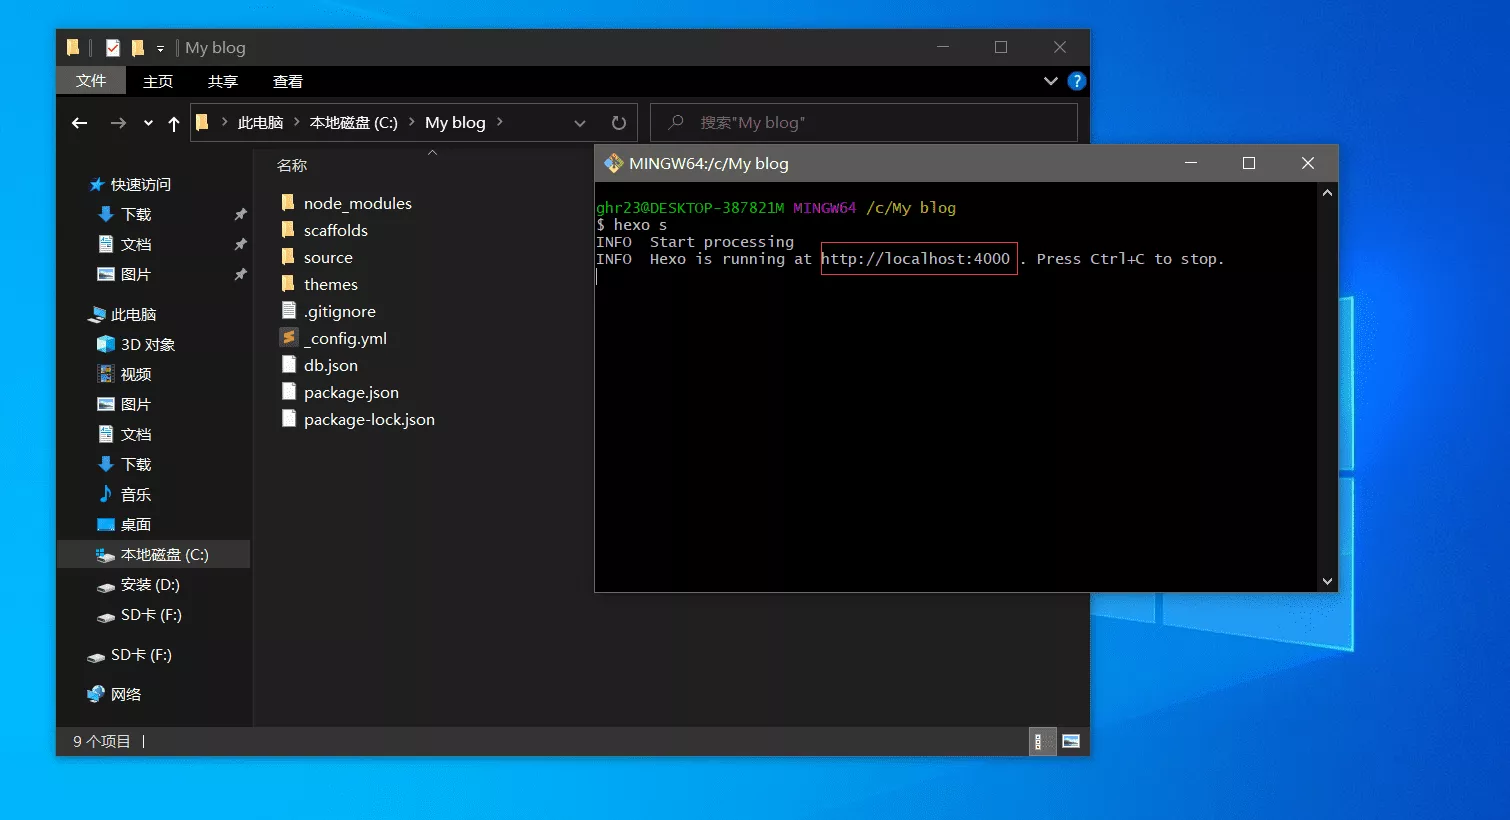 My blog
文件 主页 共享 查看 ?
此电脑 本地磁盘 (C:) My blog 搜索"My blog"
名称
快速访问
下载
文档
图片
此电脑
3D 对象
视频
图片
文档
下载
音乐
桌面
本地磁盘 (C:)
安装 (D:)
SD卡 (F:)
SD卡 (F:)
网络
node_modules
scaffolds
source
themes
.gitignore
_config.yml
db.json
package.json
package-lock.json
9 个项目
MINGW64:/c/My blog
ghr23@DESKTOP-387821M MINGW64 /c/My blog
$ hexo s
INFO  Start processing
INFO  Hexo is running at http://localhost:4000 . Press Ctrl+C to stop.